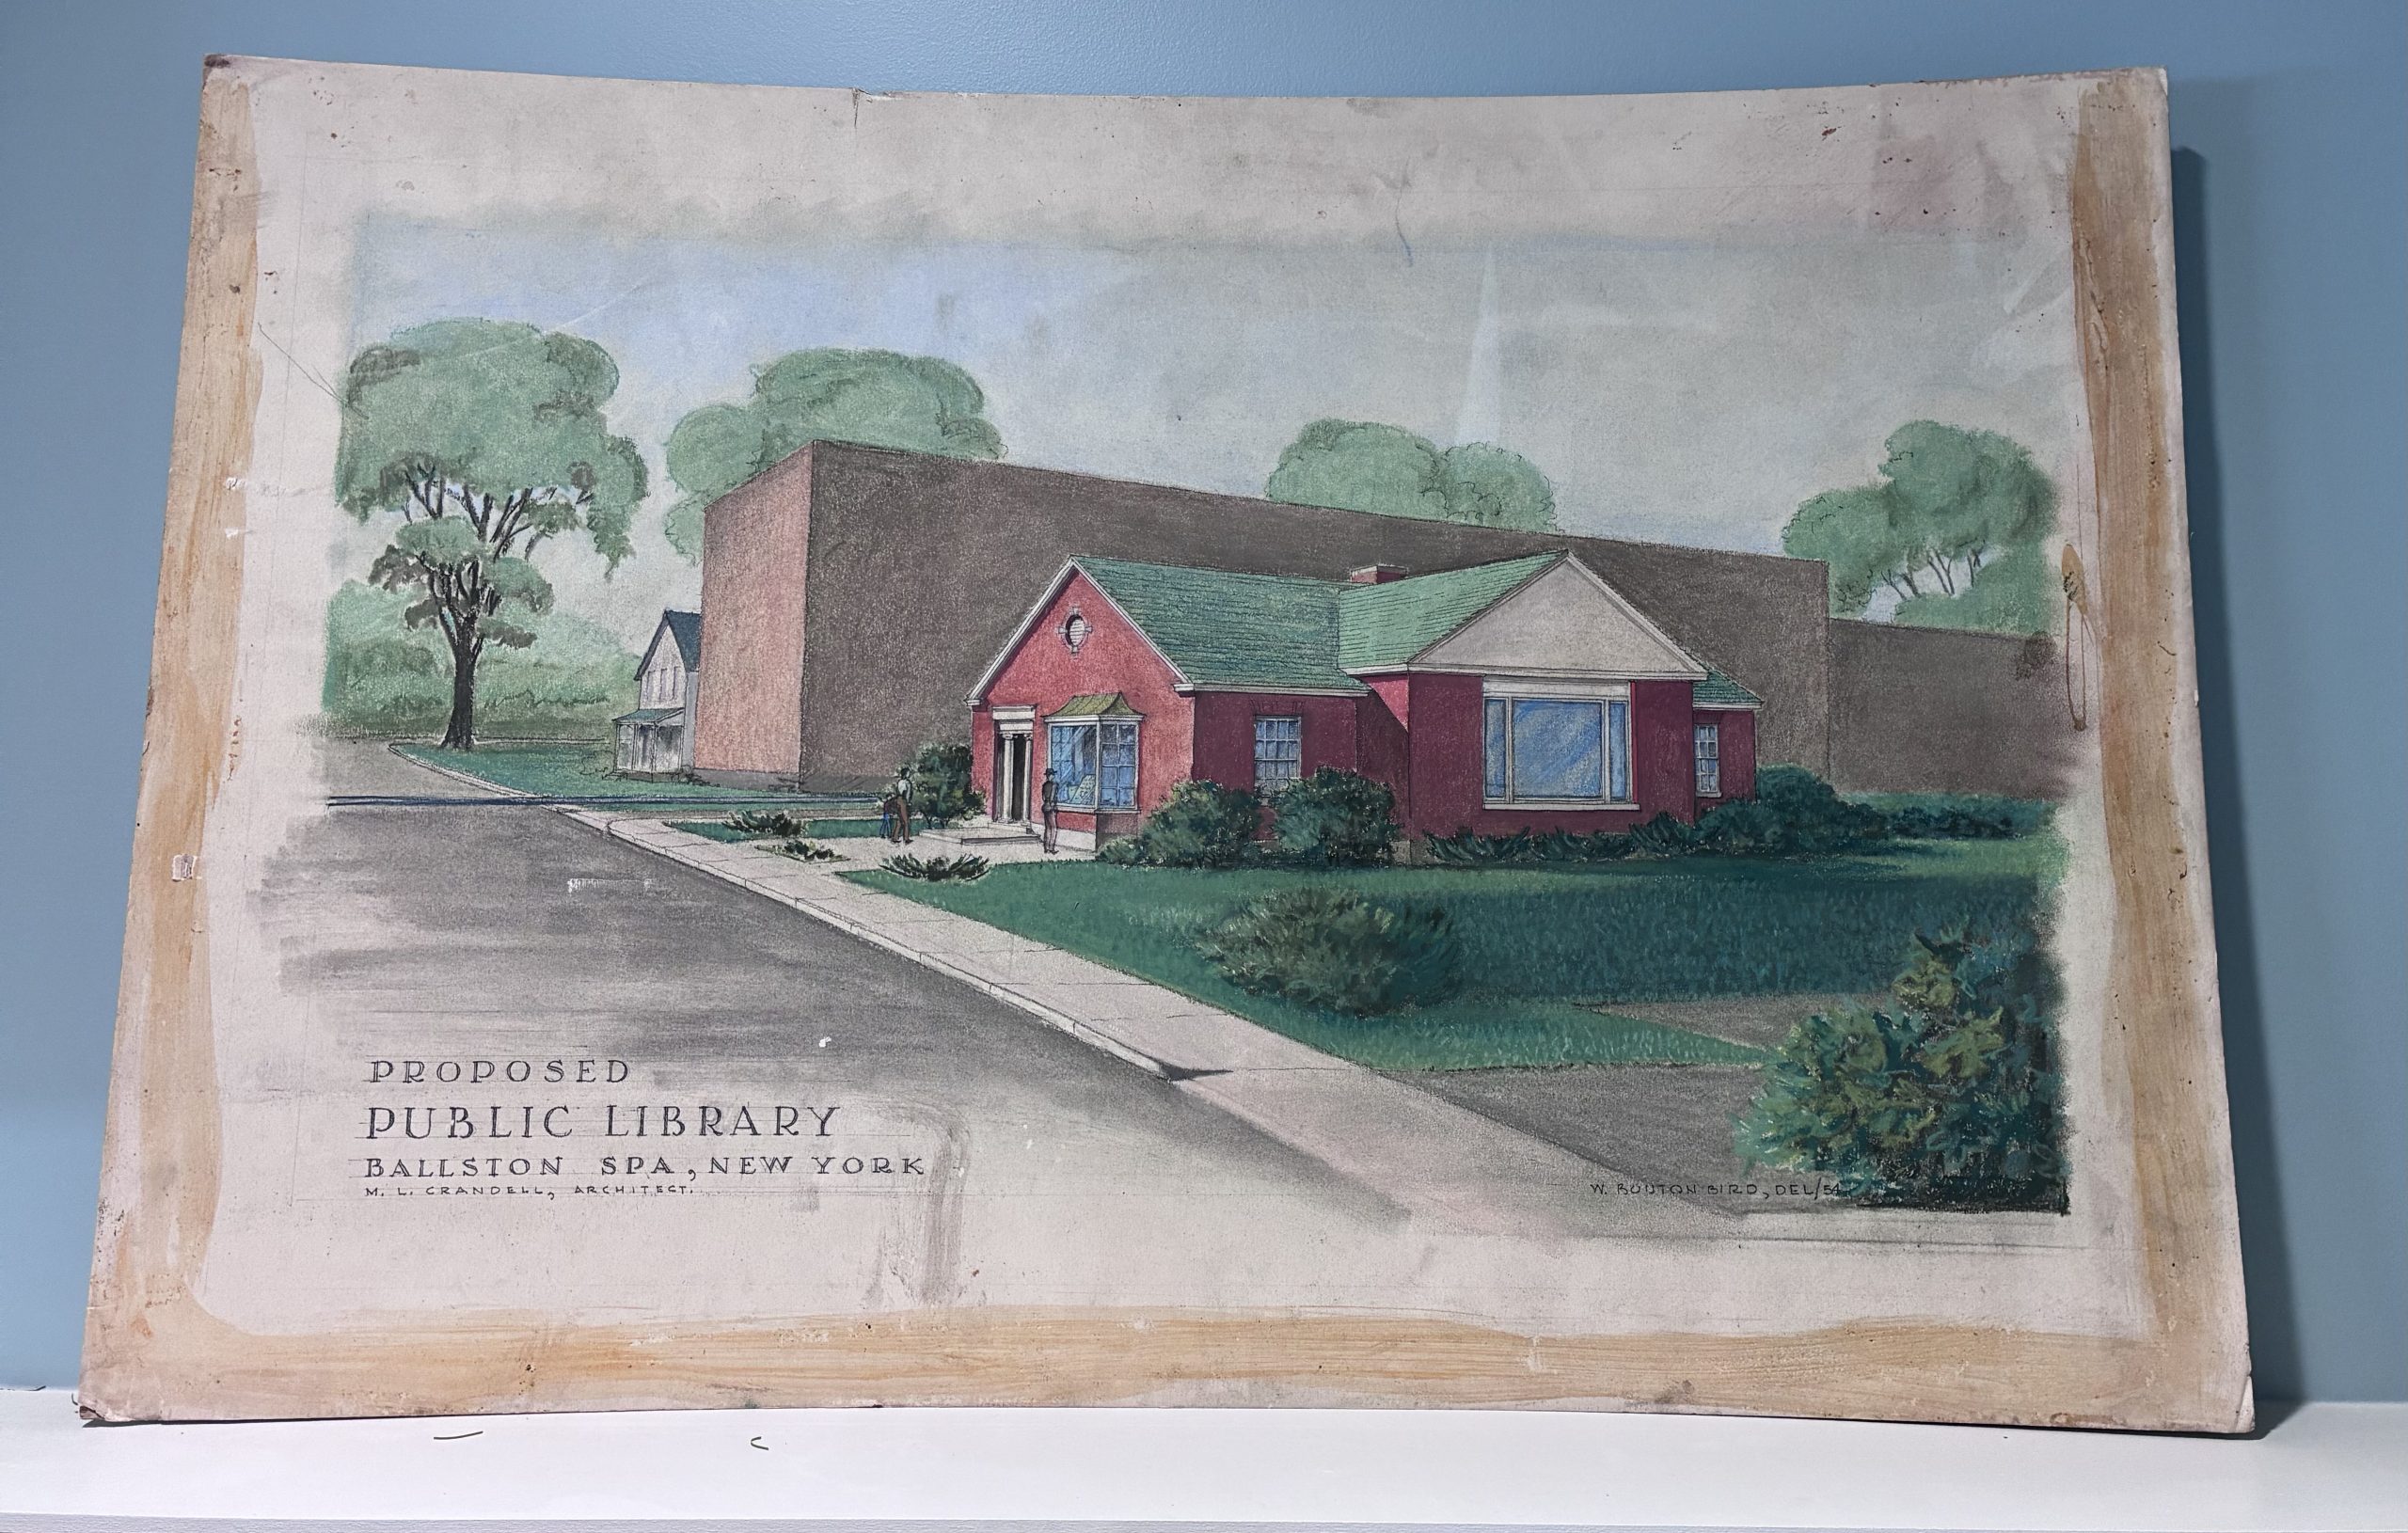 PROPOSED
PUBLIC LIBRARY
BALLSTON SPA, NEW YORK
M. L. CRANDELL, ARCHITECT.
W. BOUTON BIRD, DEL/54